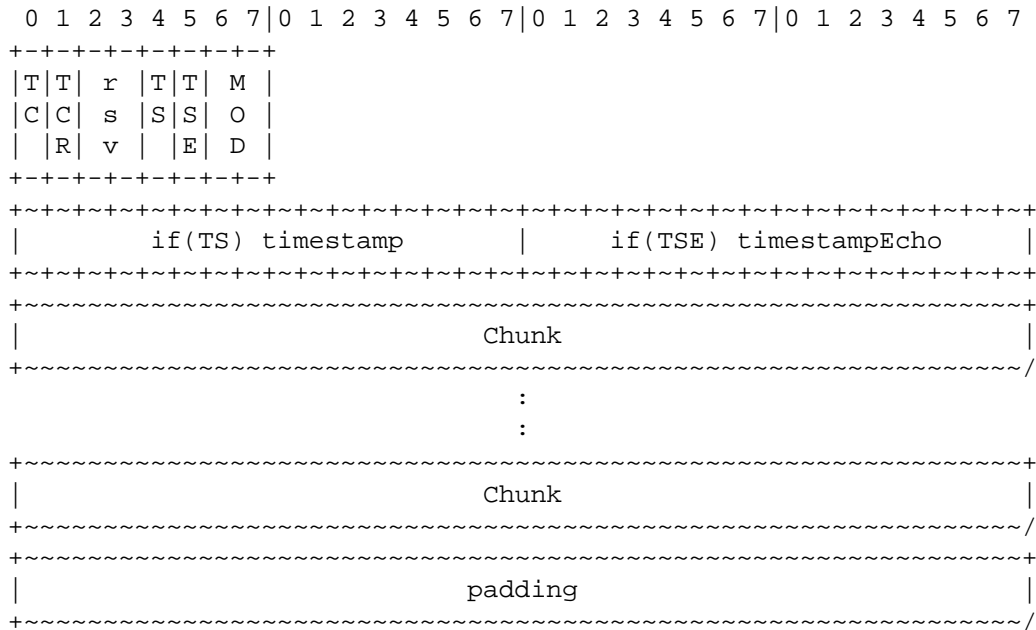 0 1 2 3 4 5 6 7|0 1 2 3 4 5 6 7|0 1 2 3 4 5 6 7|0 1 2 3 4 5 6 7
+-+-+-+-+-+-+-+-+
|T|T| r |T|T| M |
|C|C| s |S|S| O |
| |R| v | |E| D |
+-+-+-+-+-+-+-+-+
+~+~+~+~+~+~+~+~+~+~+~+~+~+~+~+~+~+~+~+~+~+~+~+~+~+~+~+~+~+~+~+~+
|        if(TS) timestamp       |     if(TSE) timestampEcho     |
+~+~+~+~+~+~+~+~+~+~+~+~+~+~+~+~+~+~+~+~+~+~+~+~+~+~+~+~+~+~+~+~+
+~~~~~~~~~~~~~~~~~~~~~~~~~~~~~~~~~~~~~~~~~~~~~~~~~~~~~~~~~~~~~~~+
|                             Chunk                             |
+~~~~~~~~~~~~~~~~~~~~~~~~~~~~~~~~~~~~~~~~~~~~~~~~~~~~~~~~~~~~~~~/
                                :
                                :
+~~~~~~~~~~~~~~~~~~~~~~~~~~~~~~~~~~~~~~~~~~~~~~~~~~~~~~~~~~~~~~~+
|                             Chunk                             |
+~~~~~~~~~~~~~~~~~~~~~~~~~~~~~~~~~~~~~~~~~~~~~~~~~~~~~~~~~~~~~~~/
+~~~~~~~~~~~~~~~~~~~~~~~~~~~~~~~~~~~~~~~~~~~~~~~~~~~~~~~~~~~~~~~+
|                            padding                            |
+~~~~~~~~~~~~~~~~~~~~~~~~~~~~~~~~~~~~~~~~~~~~~~~~~~~~~~~~~~~~~~~/